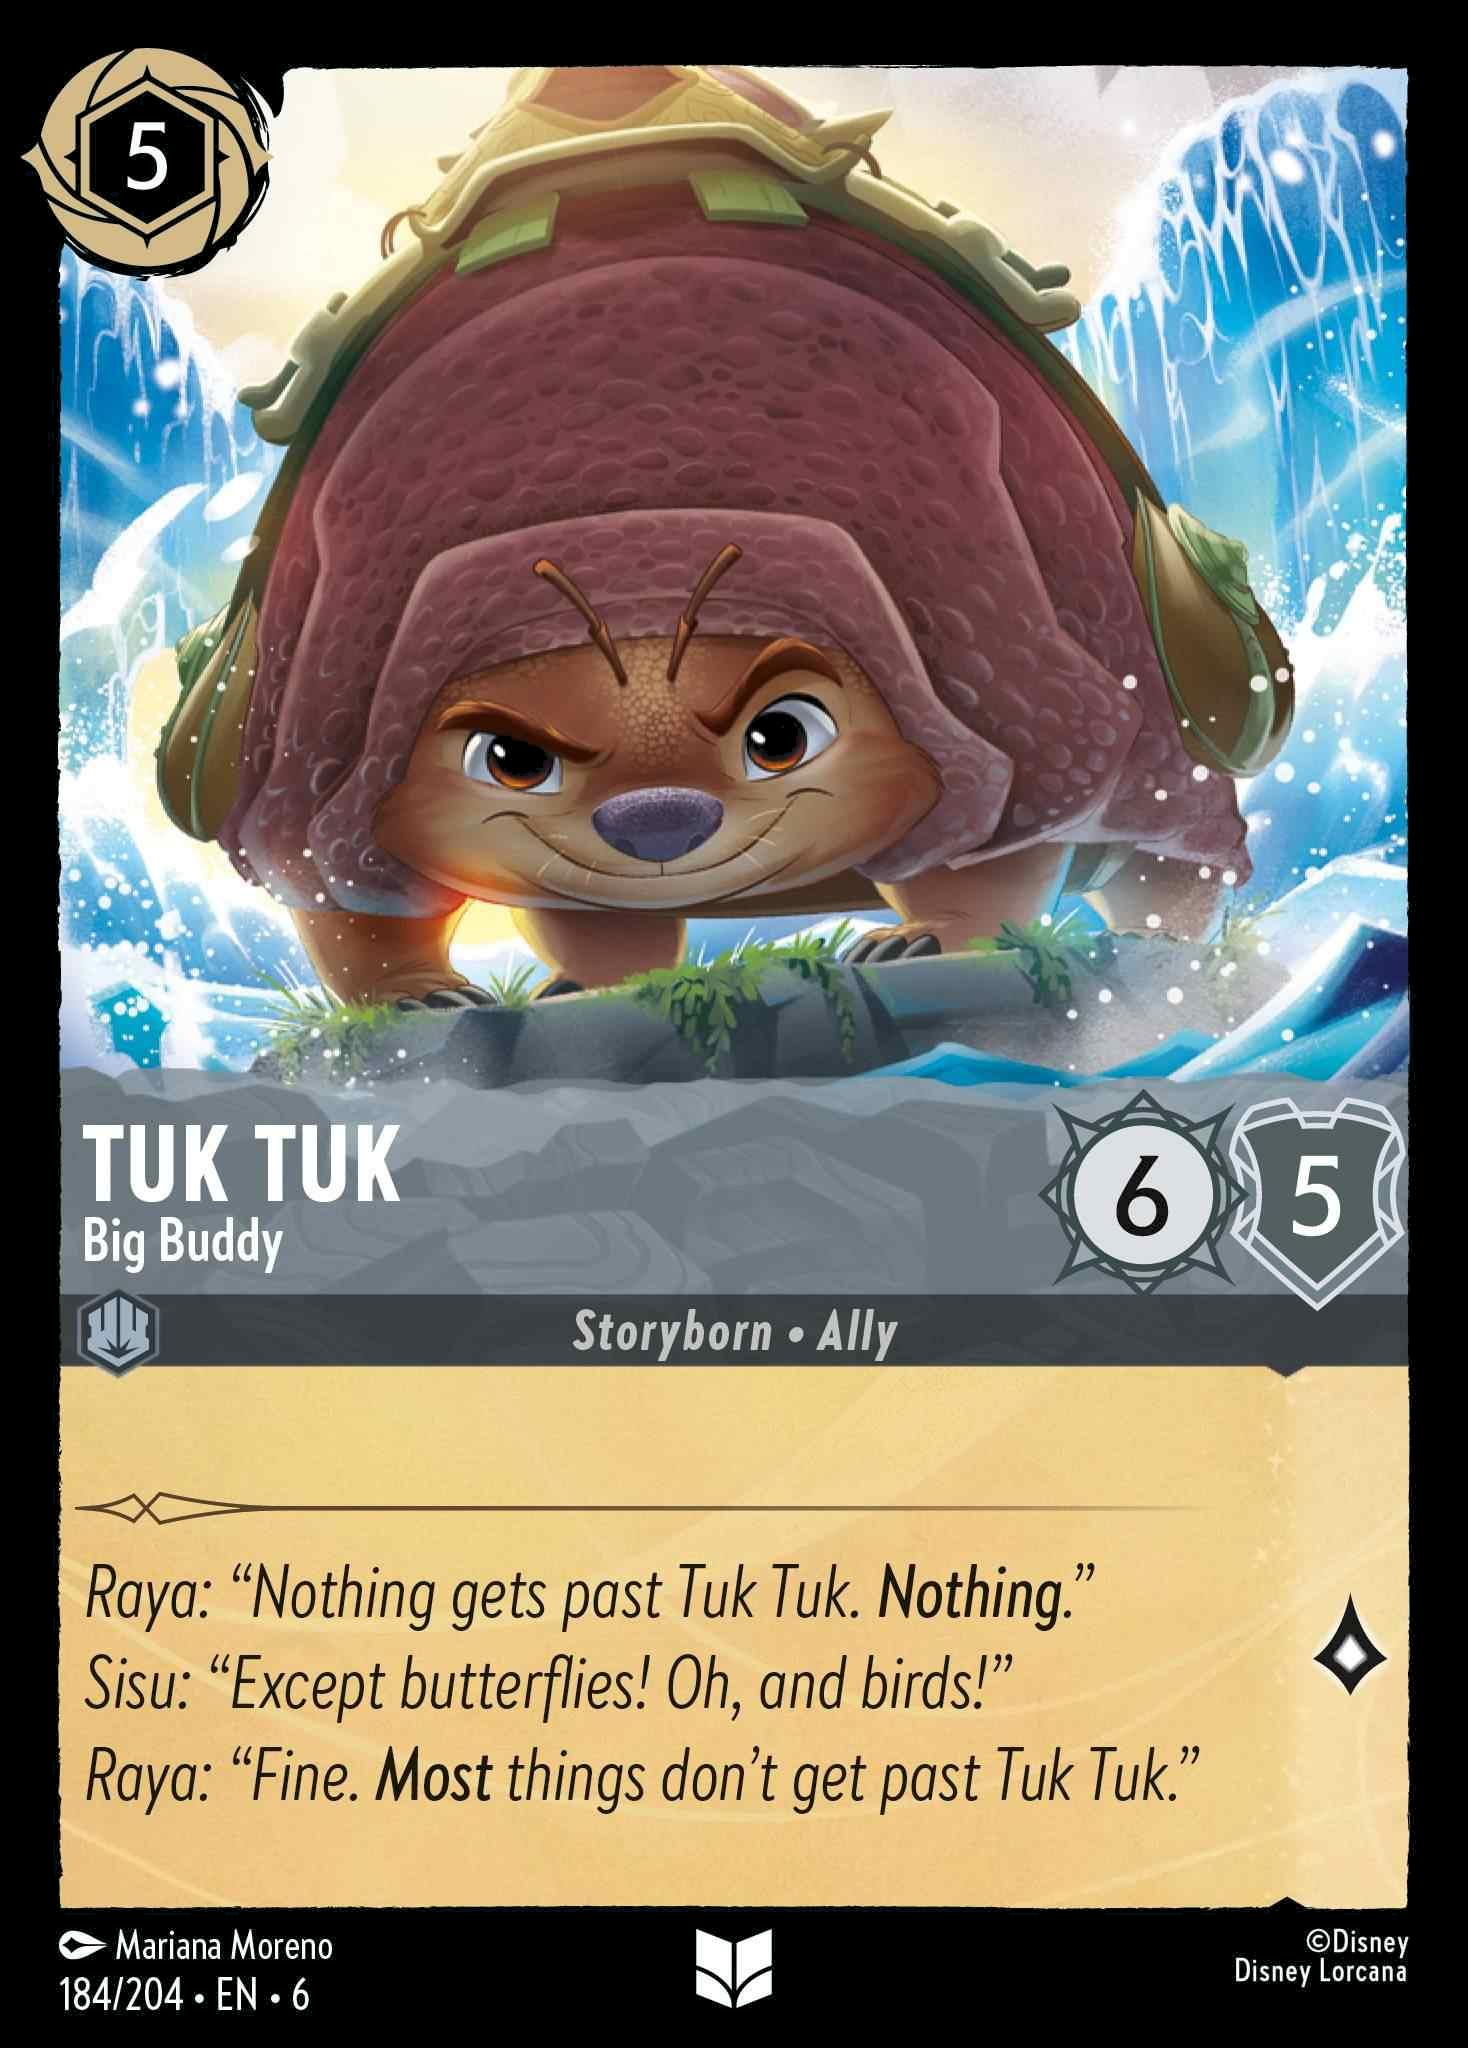 5
TUK TUK
Big Buddy
6
5
Storyborn • Ally
Raya: “Nothing gets past Tuk Tuk. Nothing.”
Sisu: “Except butterflies! Oh, and birds!”
Raya: “Fine. Most things don’t get past Tuk Tuk.”
Mariana Moreno
184/204 • EN • 6
©Disney
Disney Lorcana